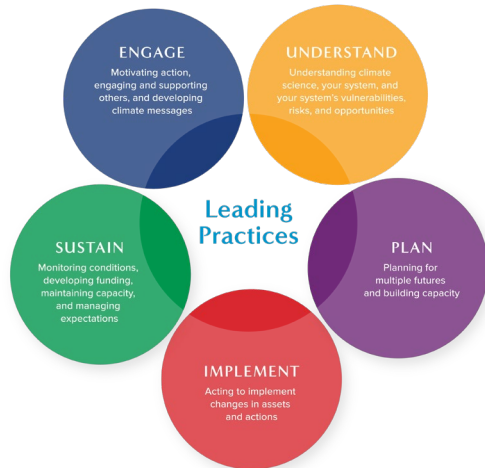 ENGAGE
Motivating action,
engaging and supporting
others, and developing
climate messages
UNDERSTAND
Understanding climate
science, your system, and
your system's vulnerabilities,
risks, and opportunities
Leading
Practices
SUSTAIN
Monitoring conditions,
developing funding,
maintaining capacity,
and managing
expectations
PLAN
Planning for
multiple futures
and building capacity
IMPLEMENT
Acting to implement
changes in assets
and actions